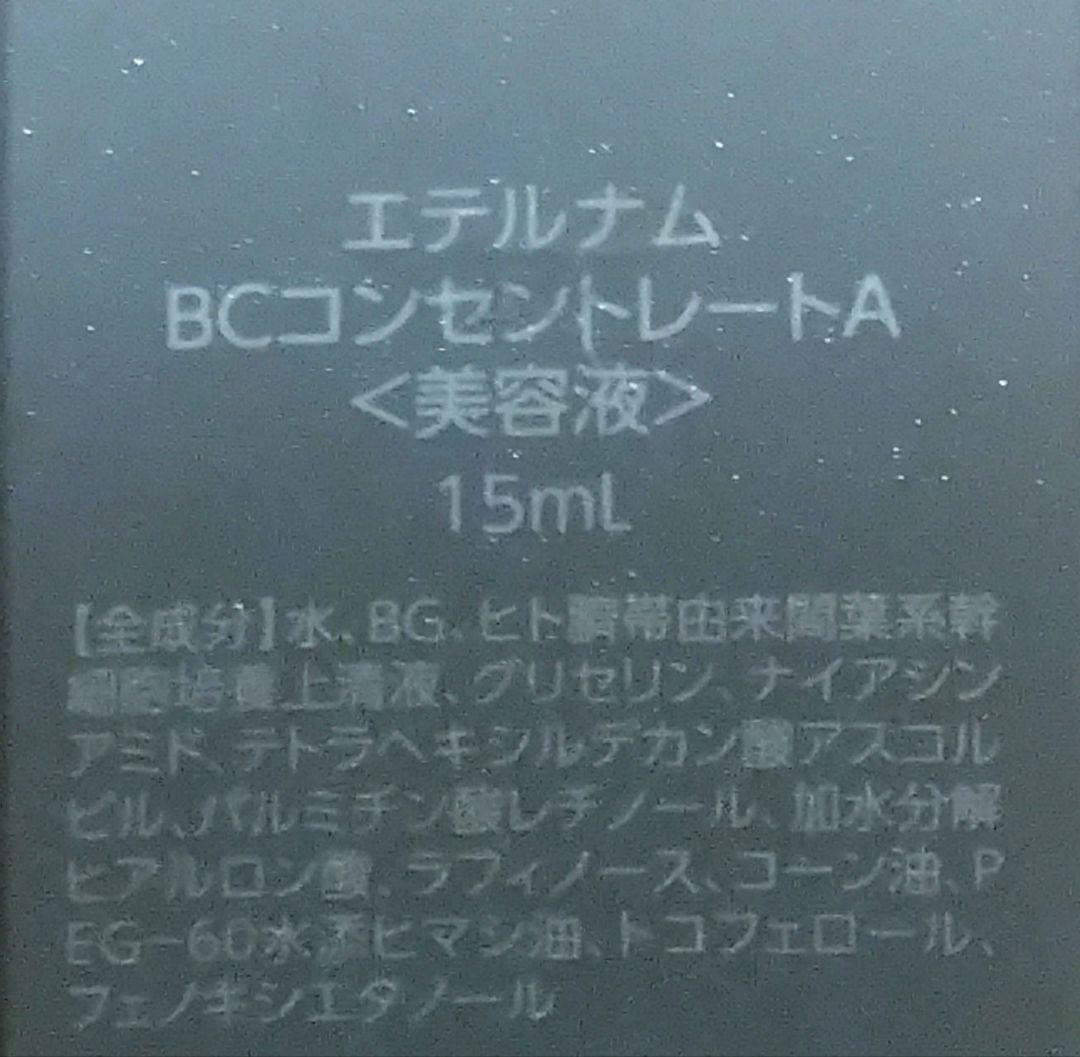 エテルナム
BCコンセントレートA
<美容液>
15mL
【全成分】水、BG、ヒト臍帯由来間葉系幹
細胞培養上清液、グリセリン、ナイアシン
アミド、テトラヘキシルデカン酸アスコル
ビル、パルミチン酸レチノール、加水分解
ヒアルロン酸、ラフィノース、コーン油、P
EG-60水添ヒマシ油、トコフェロール、
フェノキシエタノール